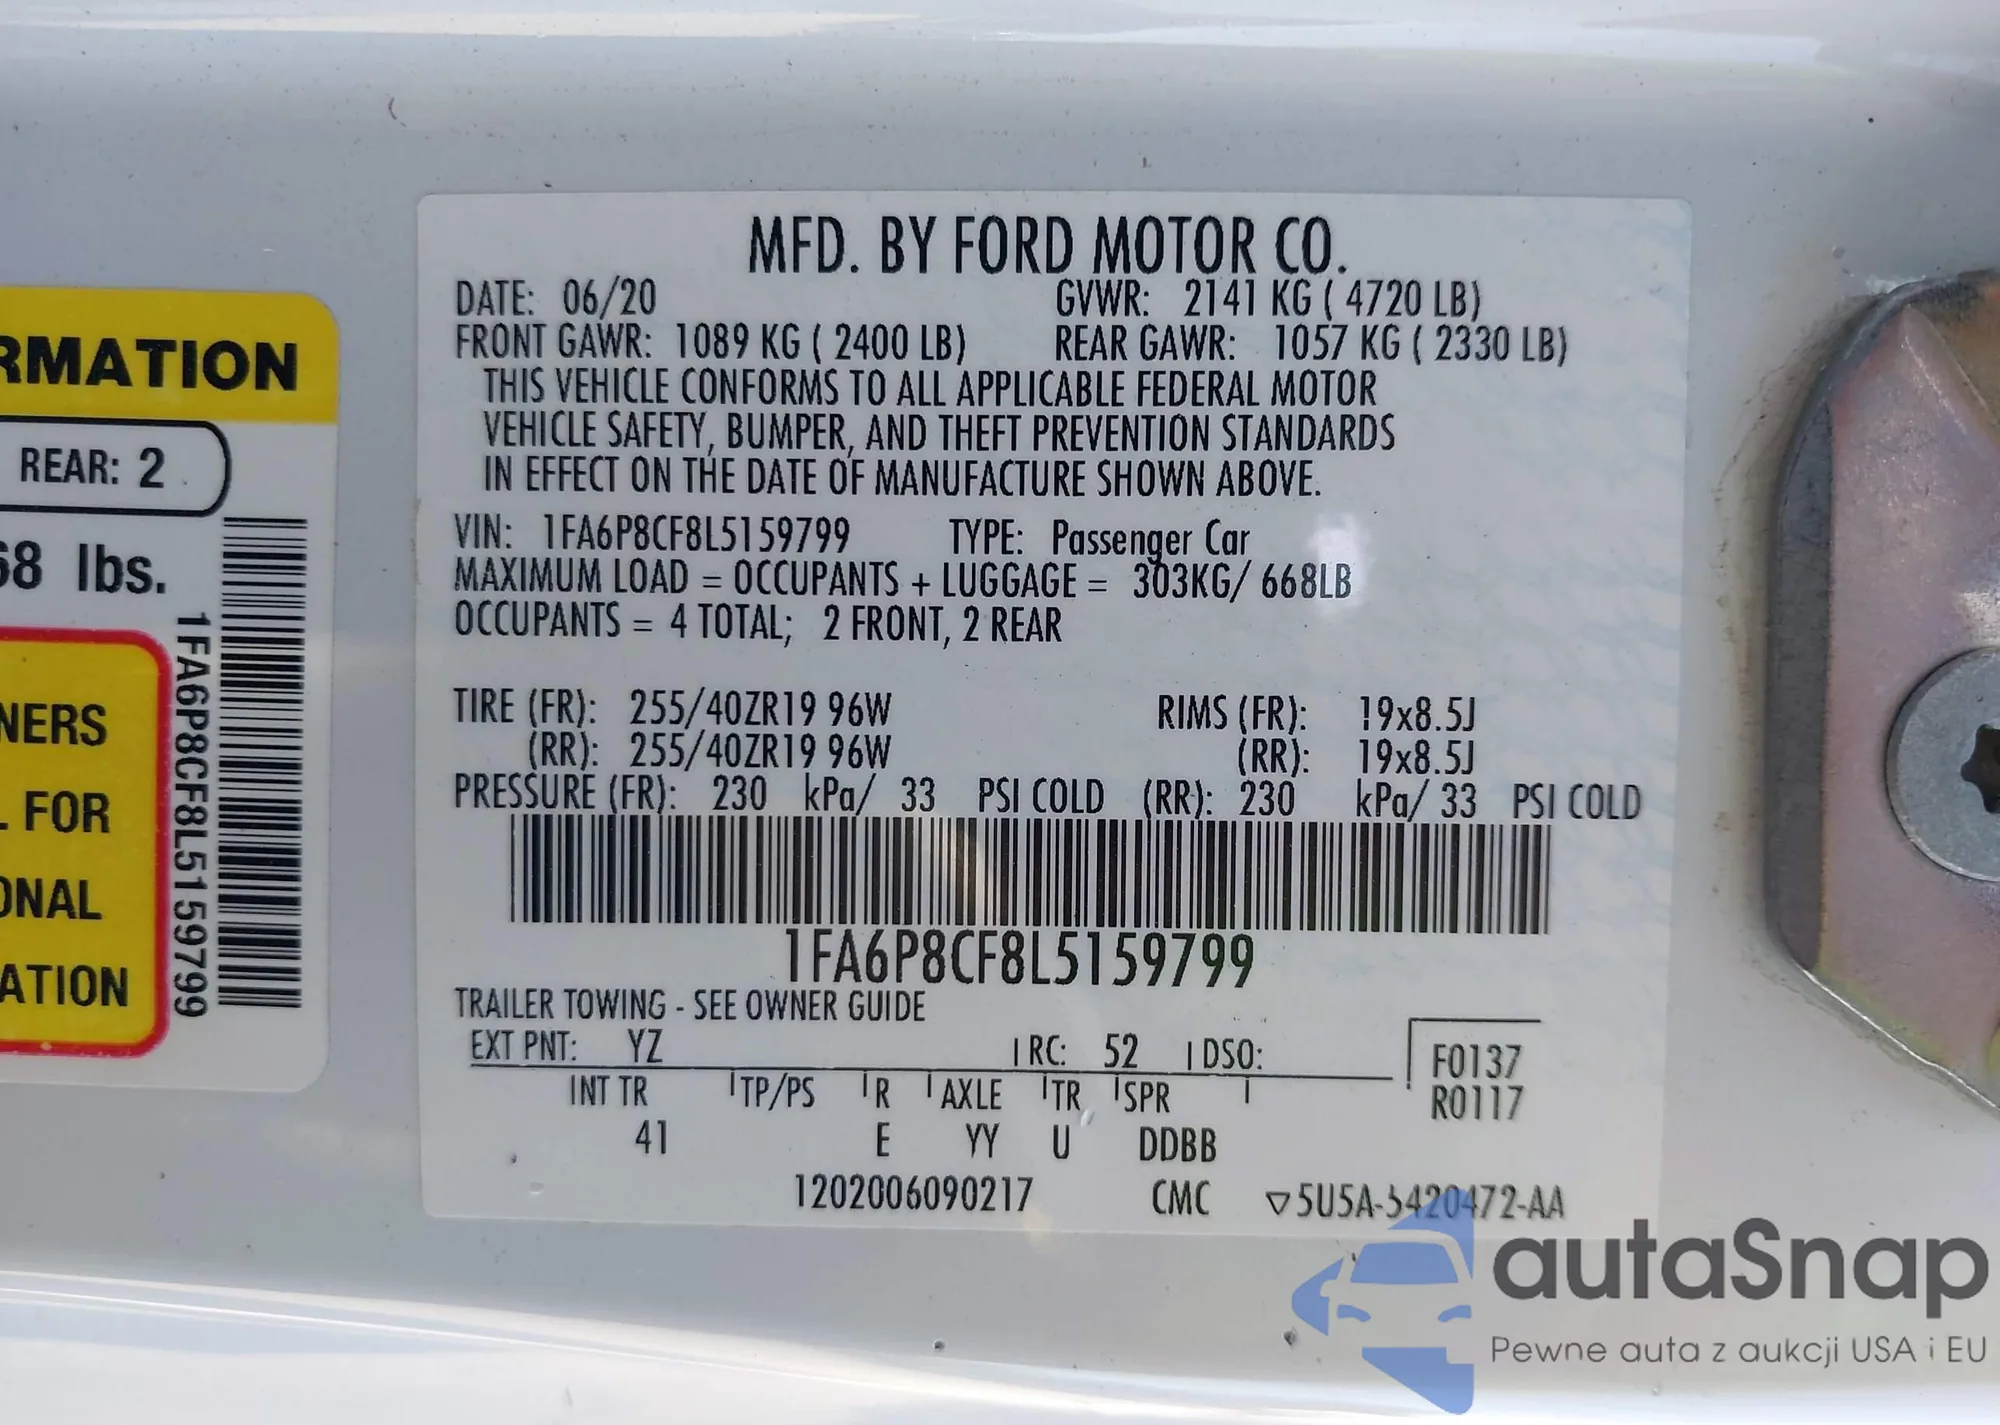 MFD. BY FORD MOTOR CO.
DATE: 06/20 GVWR: 2141 KG ( 4720 LB)
FRONT GAWR: 1089 KG ( 2400 LB) REAR GAWR: 1057 KG ( 2330 LB)
THIS VEHICLE CONFORMS TO ALL APPLICABLE FEDERAL MOTOR
VEHICLE SAFETY, BUMPER, AND THEFT PREVENTION STANDARDS
IN EFFECT ON THE DATE OF MANUFACTURE SHOWN ABOVE.
VIN: 1FA6P8CF8L5159799 TYPE: Passenger Car
MAXIMUM LOAD = OCCUPANTS + LUGGAGE = 303KG/ 668LB
OCCUPANTS = 4 TOTAL; 2 FRONT, 2 REAR
TIRE (FR): 255/40ZR19 96W RIMS (FR): 19x8.5J
(RR): 255/40ZR19 96W (RR): 19x8.5J
PRESSURE (FR): 230 kPa/ 33 PSI COLD (RR): 230 kPa/ 33 PSI COLD
1FA6P8CF8L5159799
TRAILER TOWING - SEE OWNER GUIDE
EXT PNT: YZ RC: 52 DSO:
F0137
R0117
INT TR TP/PS R AXLE TR SPR
41 E YY U DDBB
1202006090217 CMC ▽5U5A-5420472-AA
RMATION
REAR: 2
68 lbs.
NERS
L FOR
ONAL
ATION
1FA6P8CF8L5159799
autaSnap
Pewne auta z aukcji USA i EU